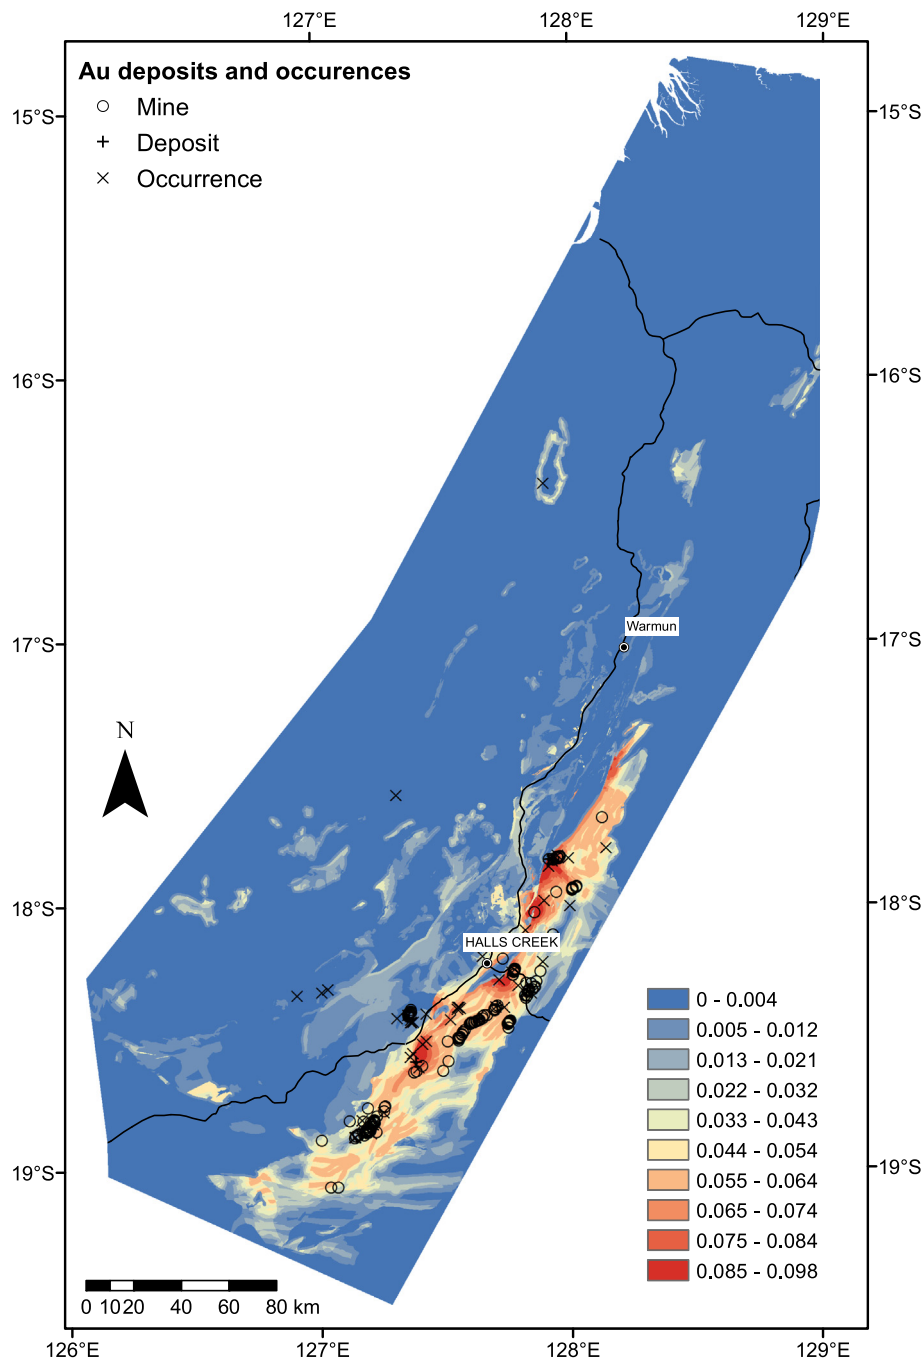 127°E 128°E 129°E
Au deposits and occurences
Mine
Deposit
Occurrence
15°S 15°S
16°S 16°S
Warmun
17°S 17°S
N
18°S 18°S
HALLS CREEK
0 - 0.004
0.005 - 0.012
0.013 - 0.021
0.022 - 0.032
0.033 - 0.043
0.044 - 0.054
19°S 19°S
0.055 - 0.064
0.065 - 0.074
0.075 - 0.084
0.085 - 0.098
0 10 20 40 60 80 km
126°E 127°E 128°E 129°E